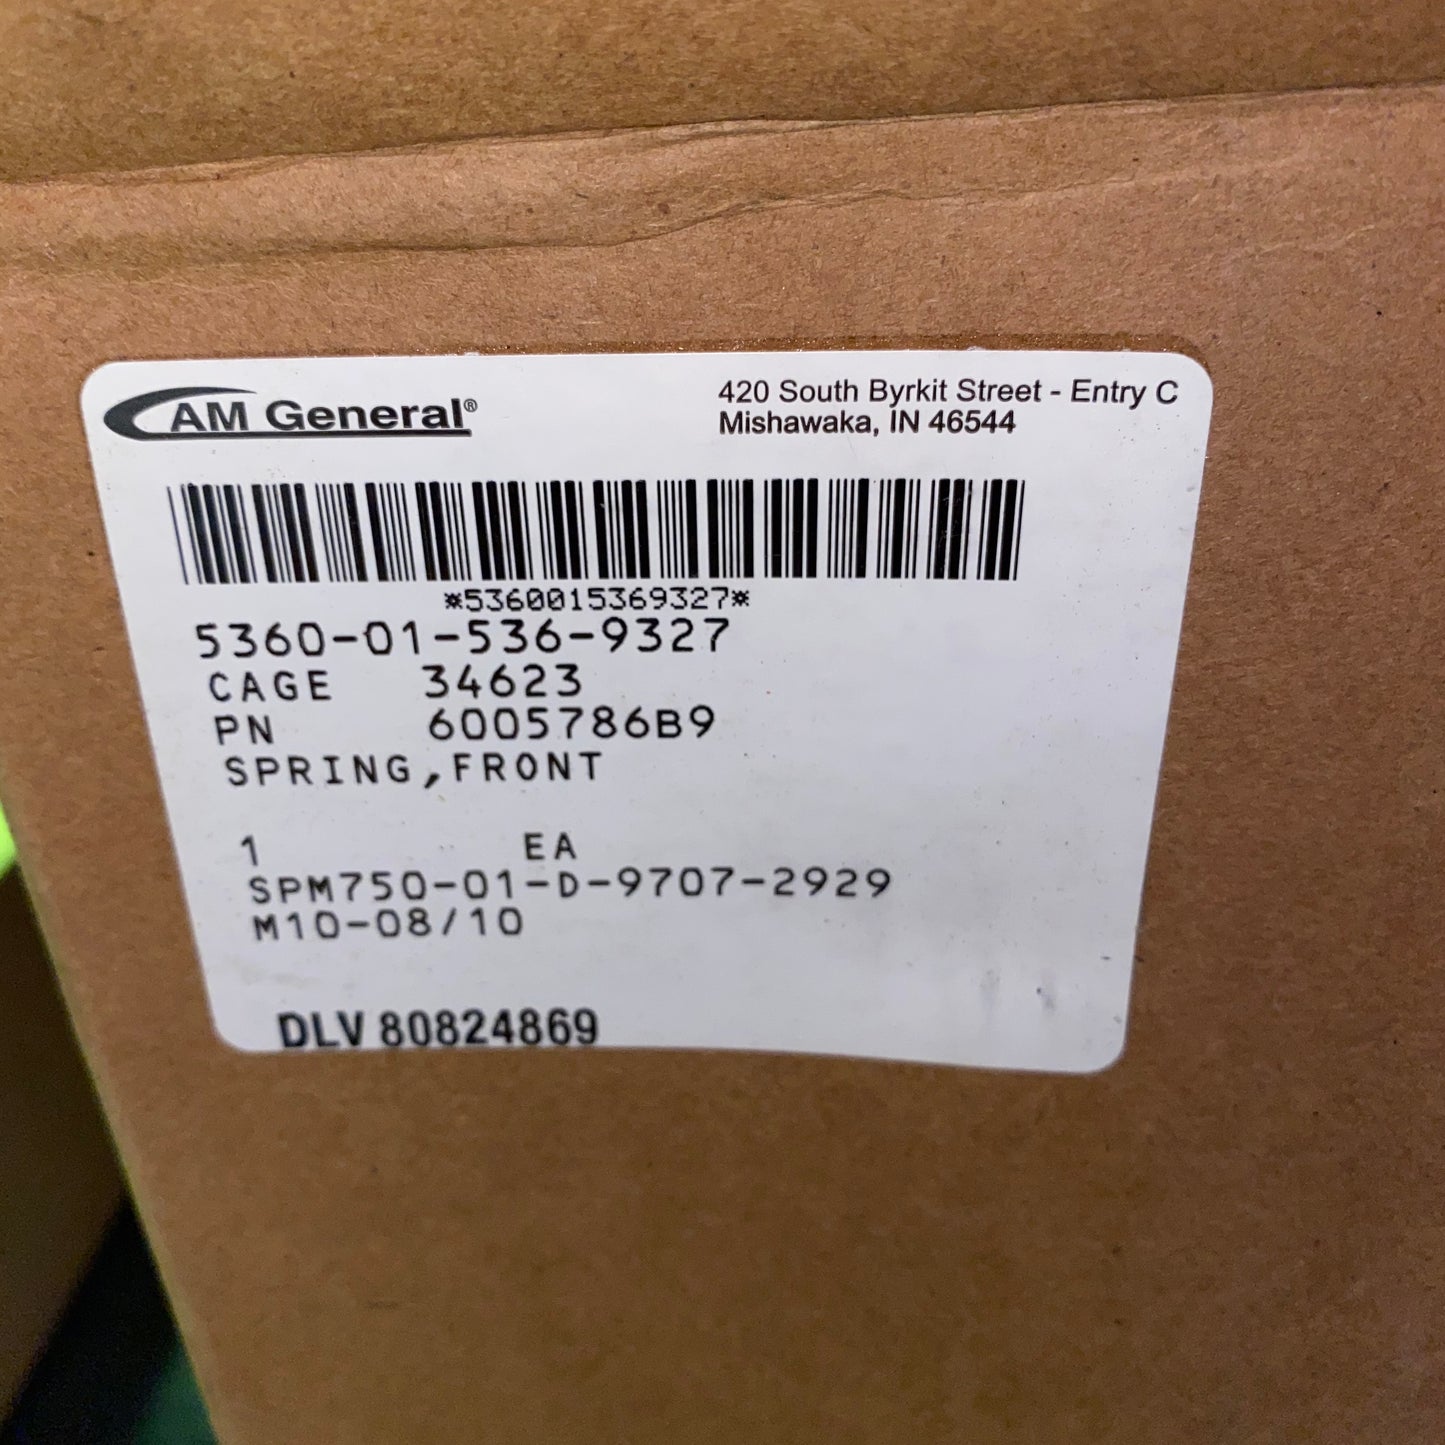 AM General®
420 South Byrkit Street - Entry C
Mishawaka, IN 46544
*5360015369327*
5360-01-536-9327
CAGE 34623
PN 6005786B9
SPRING,FRONT
1 EA
SPM750-01-D-9707-2929
M10-08/10
DLV 80824869